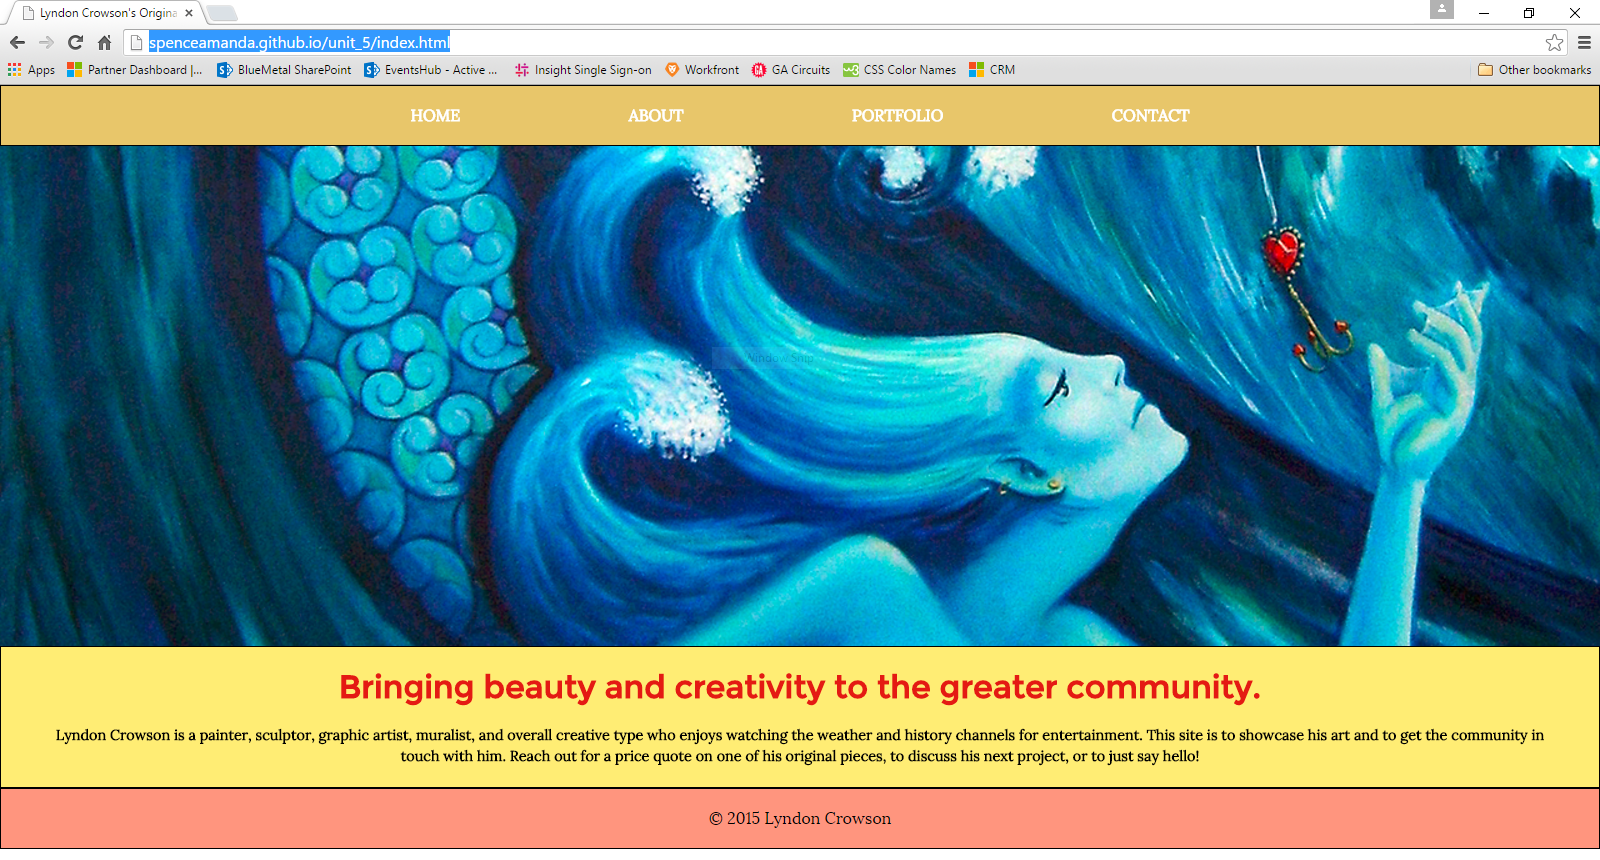 Lyndon Crowson's Origina
spenceamanda.github.io/unit_5/index.html
Apps Partner Dashboard |... BlueMetal SharePoint EventsHub - Active ... Insight Single Sign-on Workfront GA Circuits CSS Color Names CRM Other bookmarks
HOME ABOUT PORTFOLIO CONTACT
Window Snip
Bringing beauty and creativity to the greater community.
Lyndon Crowson is a painter, sculptor, graphic artist, muralist, and overall creative type who enjoys watching the weather and history channels for entertainment. This site is to showcase his art and to get the community in
touch with him. Reach out for a price quote on one of his original pieces, to discuss his next project, or to just say hello!
© 2015 Lyndon Crowson